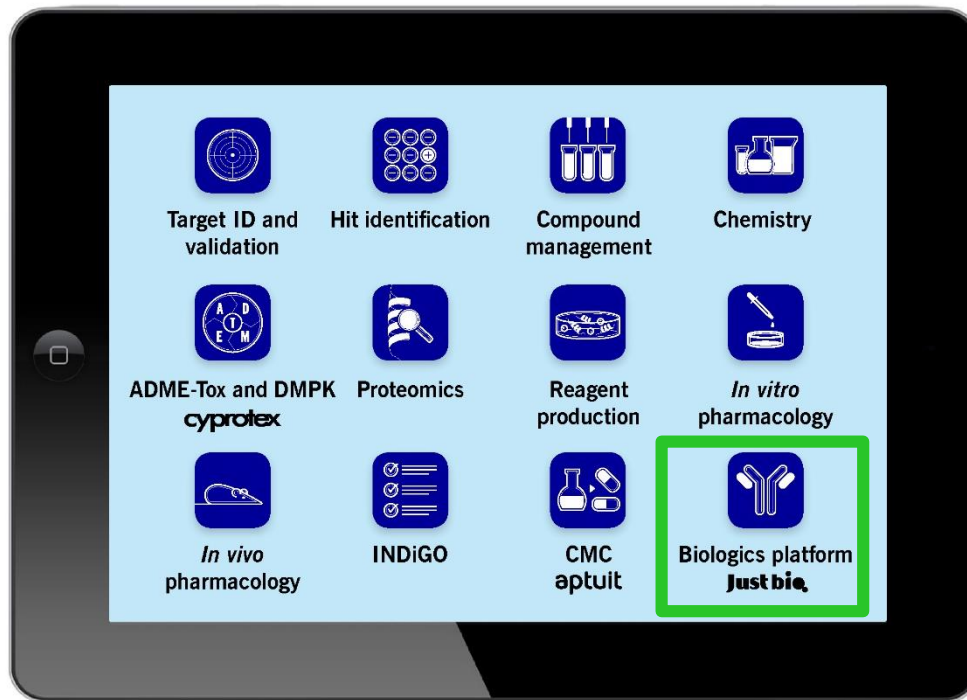 Target ID and
validation
Hit identification
Compound
management
Chemistry
A D
T
E M
ADME-Tox and DMPK
cyprotex
Proteomics
Reagent
production
In vitro
pharmacology
In vivo
pharmacology
INDiGO
CMC
aptuit
Biologics platform
Just bio